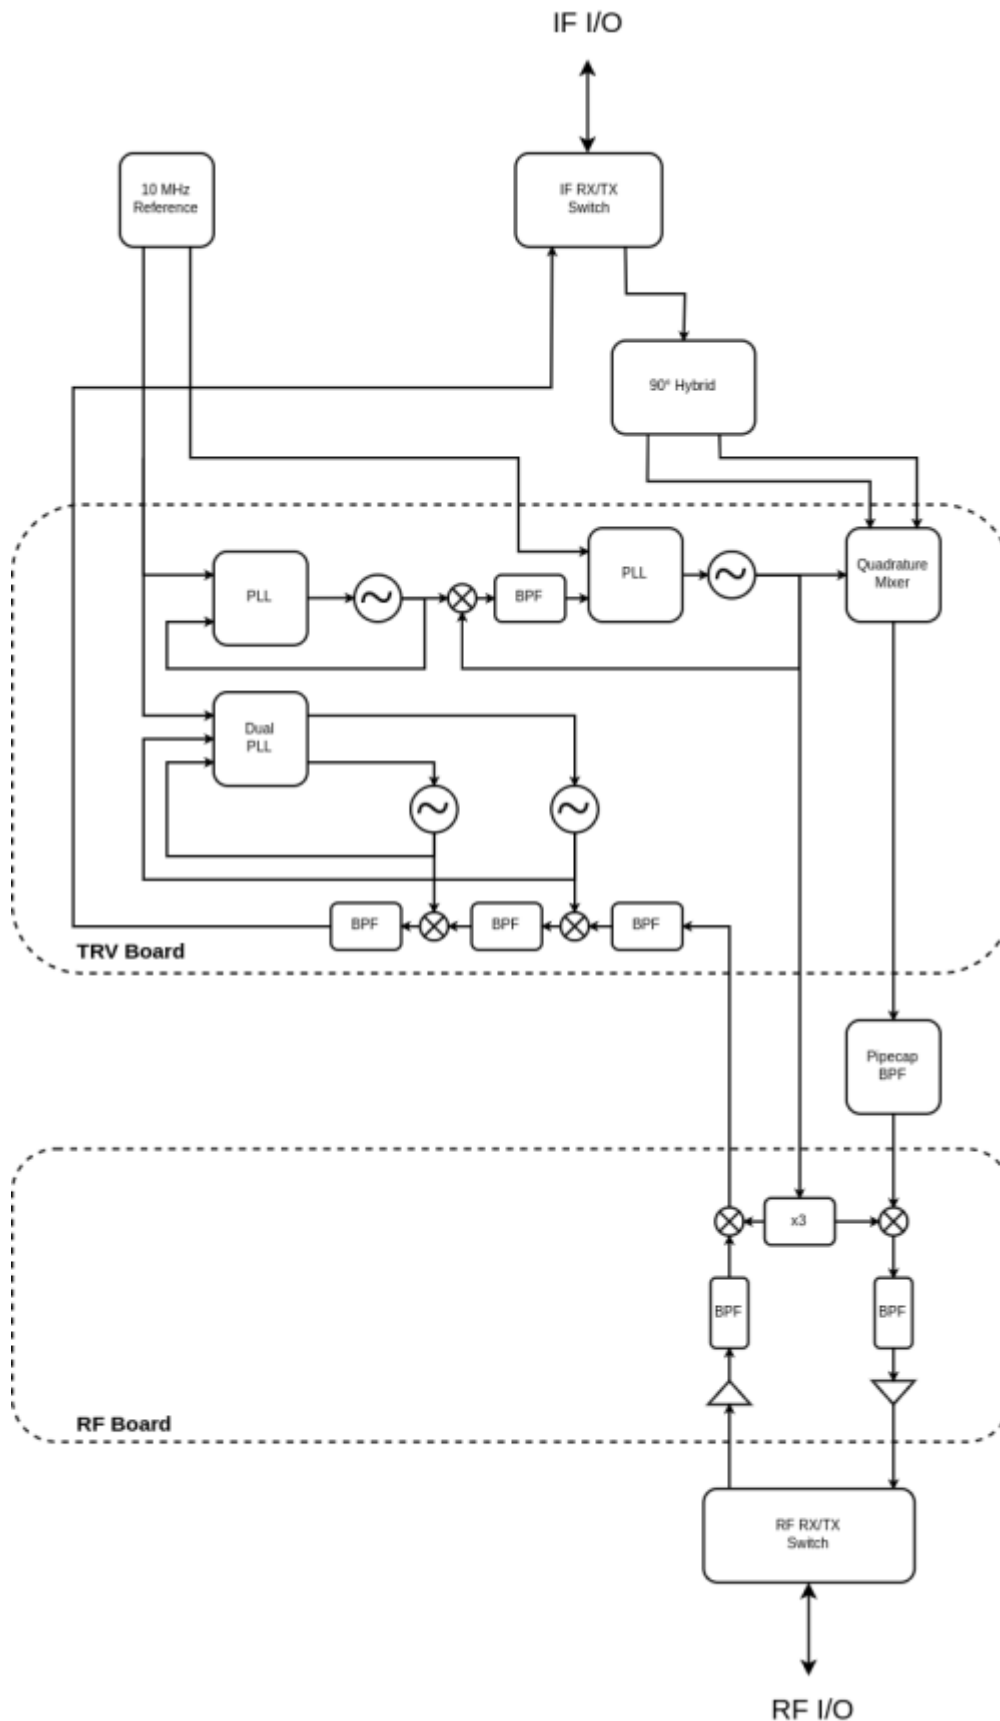 IF I/O
10 MHz
Reference
IF RX/TX
Switch
90° Hybrid
PLL
BPF
PLL
Quadrature
Mixer
Dual
PLL
BPF
BPF
BPF
TRV Board
Pipecap
BPF
x3
BPF
BPF
RF Board
RF RX/TX
Switch
RF I/O